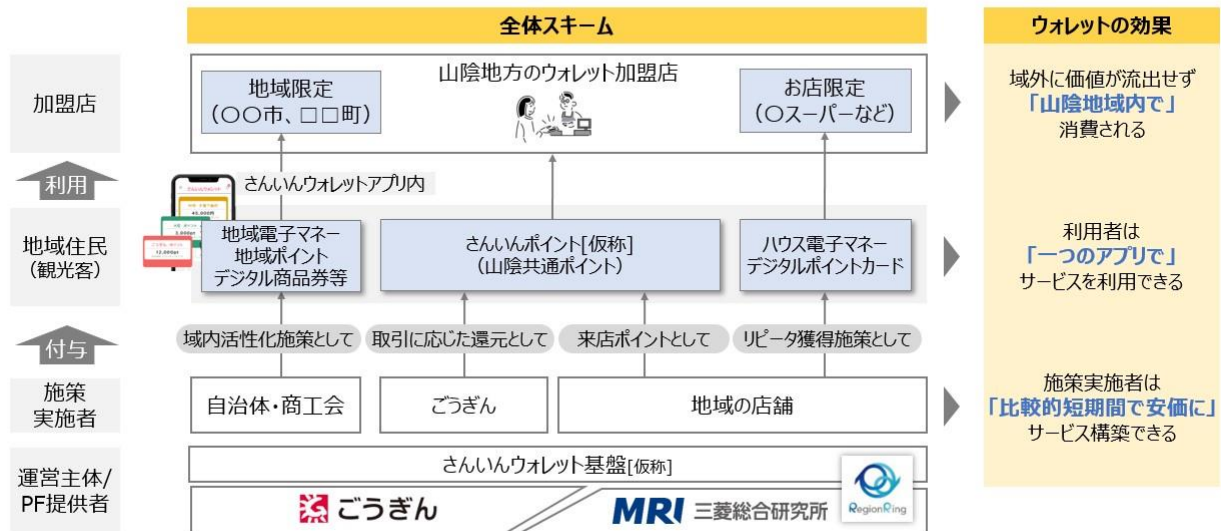 全体スキーム
ウォレットの効果
加盟店
山陰地方のウォレット加盟店
地域限定
(〇〇市、□□町)
お店限定
(〇スーパーなど)
域外に価値が流出せず
「山陰地域内で」
消費される
利用
さんいんウォレットアプリ内
地域住民
(観光客)
地域電子マネー
地域ポイント
デジタル商品券等
さんいんポイント[仮称]
(山陰共通ポイント)
ハウス電子マネー
デジタルポイントカード
利用者は
「一つのアプリで」
サービスを利用できる
付与
域内活性化施策として
取引に応じた還元として
来店ポイントとして
リピータ獲得施策として
施策
実施者
自治体・商工会
ごうぎん
地域の店舗
施策実施者は
「比較的短期間で安価に」
サービス構築できる
運営主体/
PF提供者
さんいんウォレット基盤[仮称]
ごうぎん
MRI 三菱総合研究所
RegionRing